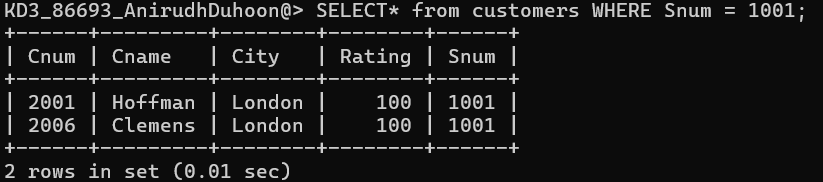 KD3_86693_AnirudhDuhoon@> SELECT* from customers WHERE Snum = 1001;
+------+---------+--------+--------+------+
| Cnum | Cname   | City   | Rating | Snum |
+------+---------+--------+--------+------+
| 2001 | Hoffman | London |    100 | 1001 |
| 2006 | Clemens | London |    100 | 1001 |
+------+---------+--------+--------+------+
2 rows in set (0.01 sec)